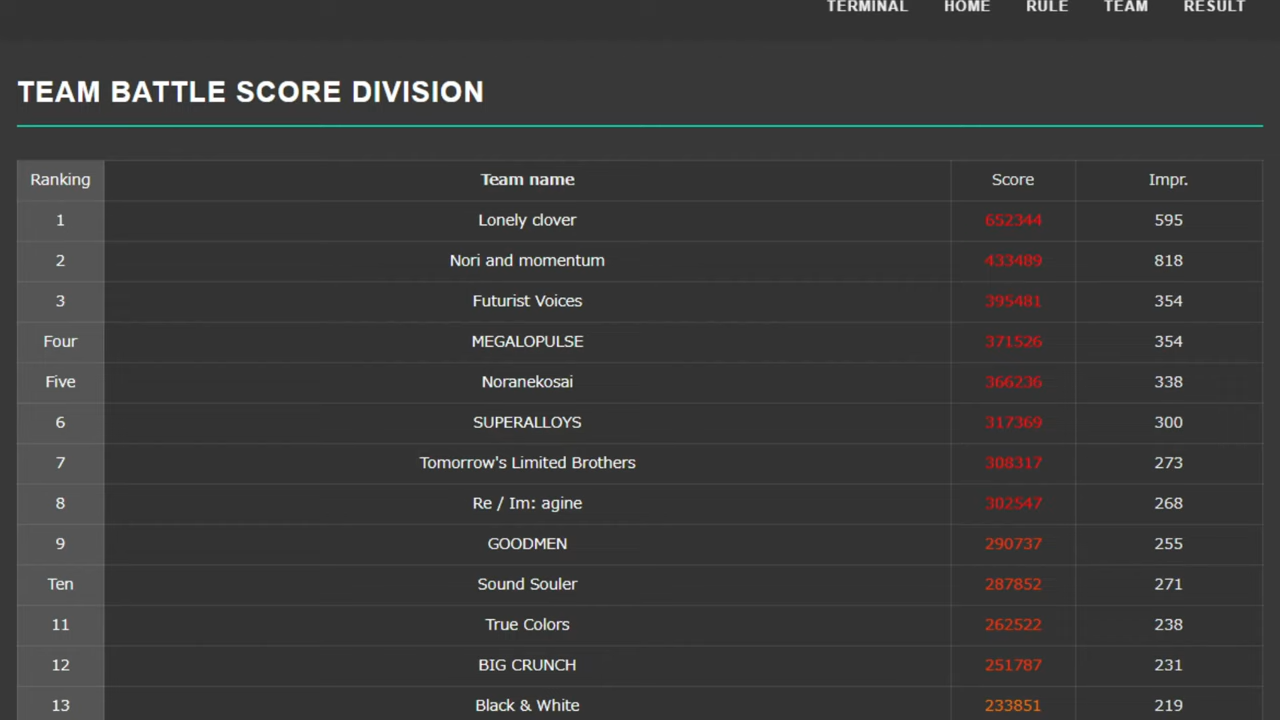 TERMINAL HOME RULE TEAM RESULT
TEAM BATTLE SCORE DIVISION
Ranking Team name Score Impr.
1 Lonely clover 652344 595
2 Nori and momentum 433489 818
3 Futurist Voices 395481 354
Four MEGALOPULSE 371526 354
Five Noranekosai 366236 338
6 SUPERALLOYS 317369 300
7 Tomorrow's Limited Brothers 308317 273
8 Re / Im: agine 302547 268
9 GOODMEN 290737 255
Ten Sound Souler 287852 271
11 True Colors 262522 238
12 BIG CRUNCH 251787 231
13 Black & White 233851 219